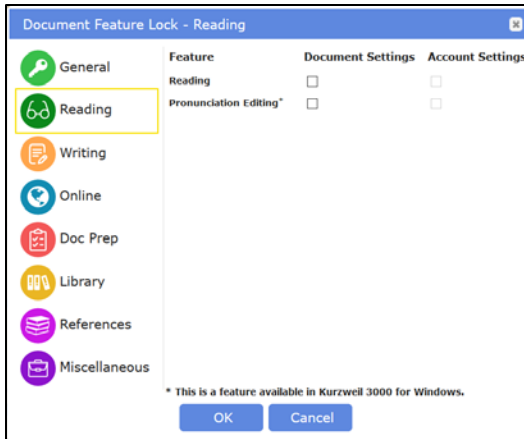 Document Feature Lock - Reading
General
Reading
Writing
Online
Doc Prep
Library
References
Miscellaneous
Feature Document Settings Account Settings
Reading
Pronunciation Editing*
* This is a feature available in Kurzweil 3000 for Windows.
OK Cancel